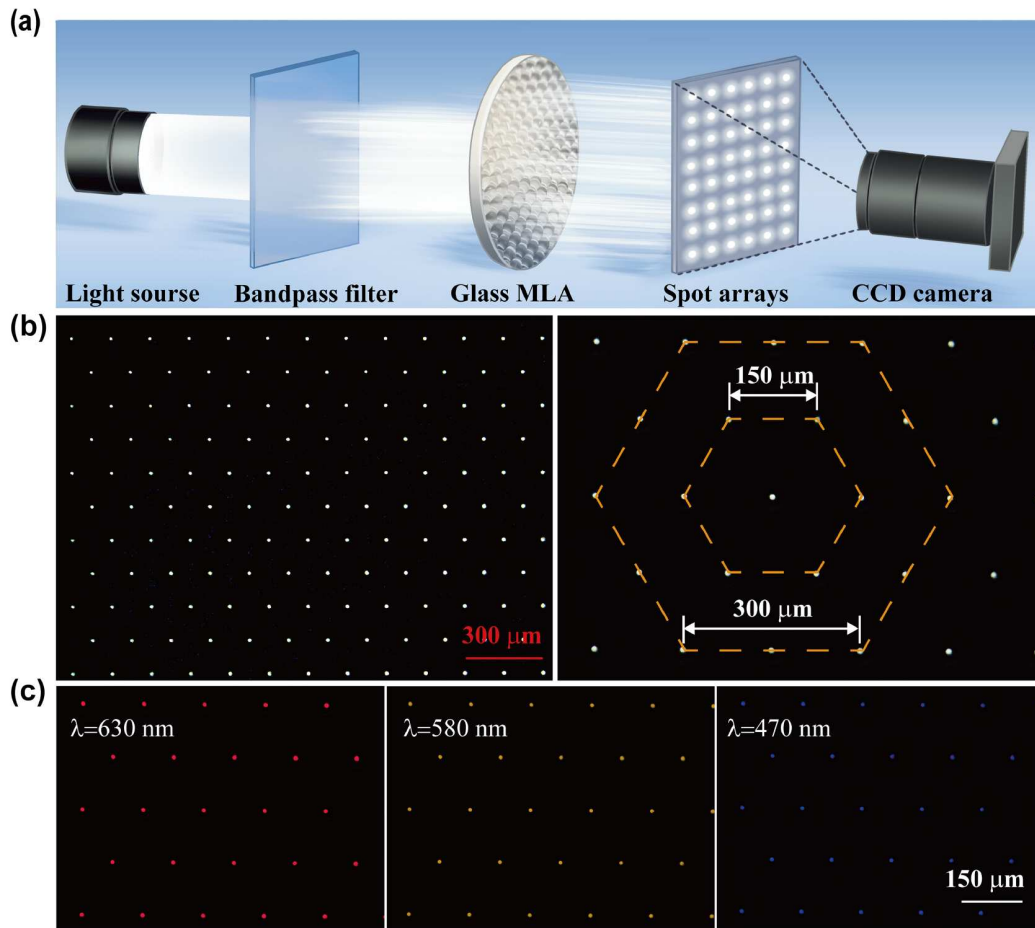 (a)
Light sourse
Bandpass filter
Glass MLA
Spot arrays
CCD camera
(b)
300 μm
150 μm
300 μm
(c)
λ=630 nm
λ=580 nm
λ=470 nm
150 μm